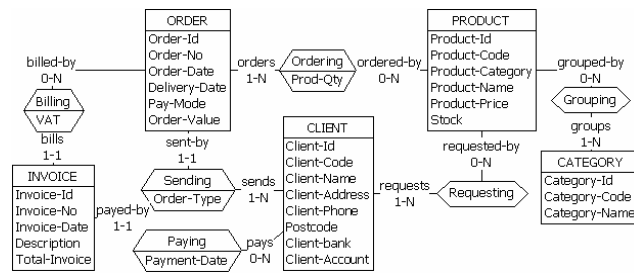 ORDER
Order-Id
Order-No
Order-Date
Delivery-Date
Pay-Mode
Order-Value
orders
1-N
Ordering
Prod-Qty
ordered-by
0-N
PRODUCT
Product-Id
Product-Code
Product-Category
Product-Name
Product-Price
Stock
grouped-by
0-N
Grouping
groups
1-N
CATEGORY
Category-Id
Category-Code
Category-Name
billed-by
0-N
Billing
VAT
bills
1-1
INVOICE
Invoice-Id
Invoice-No
Invoice-Date
Description
Total-Invoice
sent-by
1-1
Sending
Order-Type
sends
1-N
CLIENT
Client-Id
Client-Code
Client-Name
Client-Address
Client-Phone
Postcode
Client-bank
Client-Account
requests
1-N
Requesting
requested-by
0-N
payed-by
1-1
Paying
Payment-Date
pays
0-N